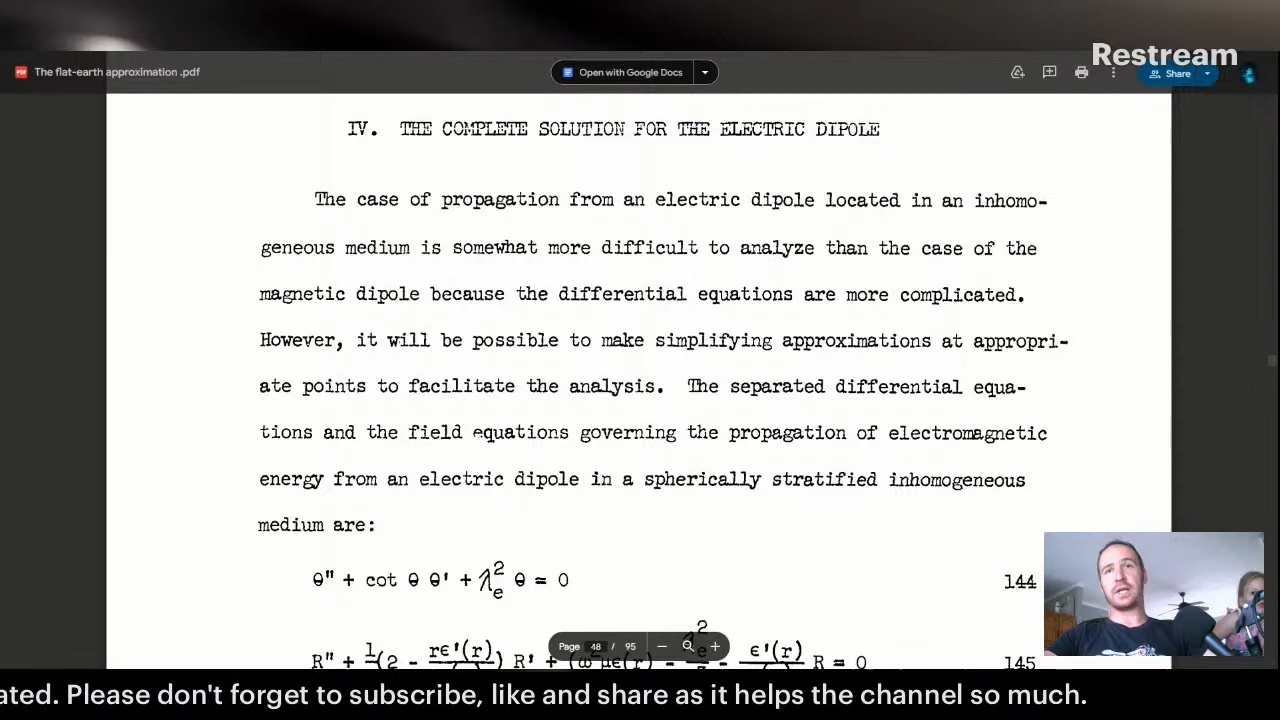 Restream
The flat-earth approximation .pdf
Open with Google Docs
Share
IV. THE COMPLETE SOLUTION FOR THE ELECTRIC DIPOLE
The case of propagation from an electric dipole located in an inhomo-
geneous medium is somewhat more difficult to analyze than the case of the
magnetic dipole because the differential equations are more complicated.
However, it will be possible to make simplifying approximations at appropri-
ate points to facilitate the analysis. The separated differential equa-
tions and the field equations governing the propagation of electromagnetic
energy from an electric dipole in a spherically stratified inhomogeneous
medium are:
θ" + cot θ θ' + λ²ₑ θ = 0 144
R" + 1(2 - rε'(r) R' + (ω²με(r) - λ²ₑ - ε'(r) R = 0 145
Page 48 / 95
ated. Please don't forget to subscribe, like and share as it helps the channel so much.